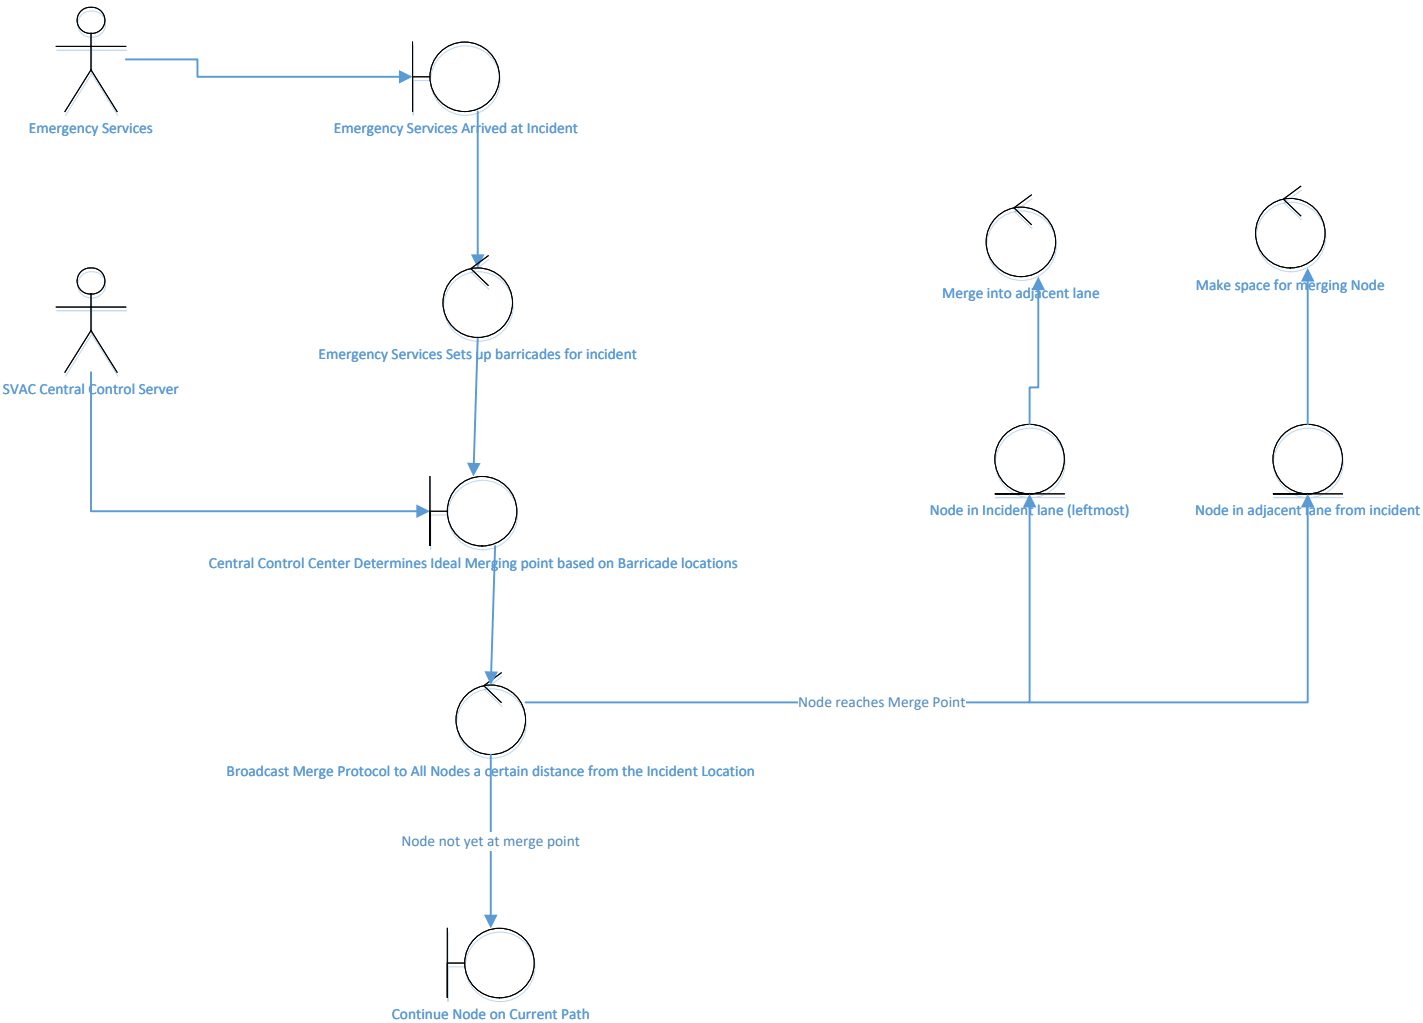 Emergency Services
Emergency Services Arrived at Incident
Merge into adjacent lane
Make space for merging Node
Emergency Services Sets up barricades for incident
SVAC Central Control Server
Node in Incident lane (leftmost)
Node in adjacent lane from incident
Central Control Center Determines Ideal Merging point based on Barricade locations
Node reaches Merge Point
Broadcast Merge Protocol to All Nodes a certain distance from the Incident Location
Node not yet at merge point
Continue Node on Current Path